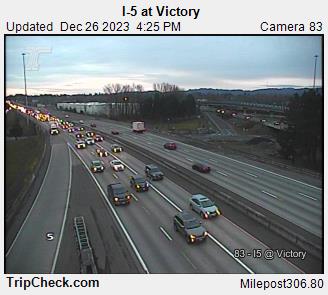 I-5 at Victory
Updated Dec 26 2023 4:25 PM Camera 83
S
83 - I5 @ Victory
TripCheck.com Milepost306.80